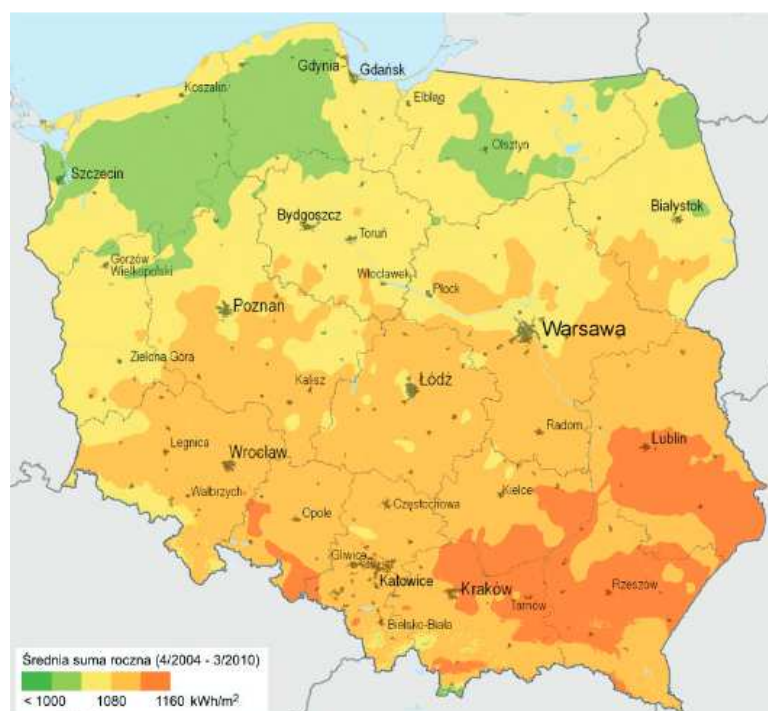 Gdynia
Gdańsk
Koszalin
Elbląg
Olsztyn
Szczecin
Białystok
Bydgoszcz
Toruń
Gorzów
Wielkopolski
Włocławek
Płock
Poznań
Warsawa
Zielona Góra
Kalisz
Łódź
Radom
Lublin
Legnica
Wrocław
Wałbrzych
Kielce
Opole
Częstochowa
Gliwice
Katowice
Kraków
Tarnów
Rzeszów
Bielsko-Biała
Średnia suma roczna (4/2004 - 3/2010)
< 1000 1080 1160 kWh/m²